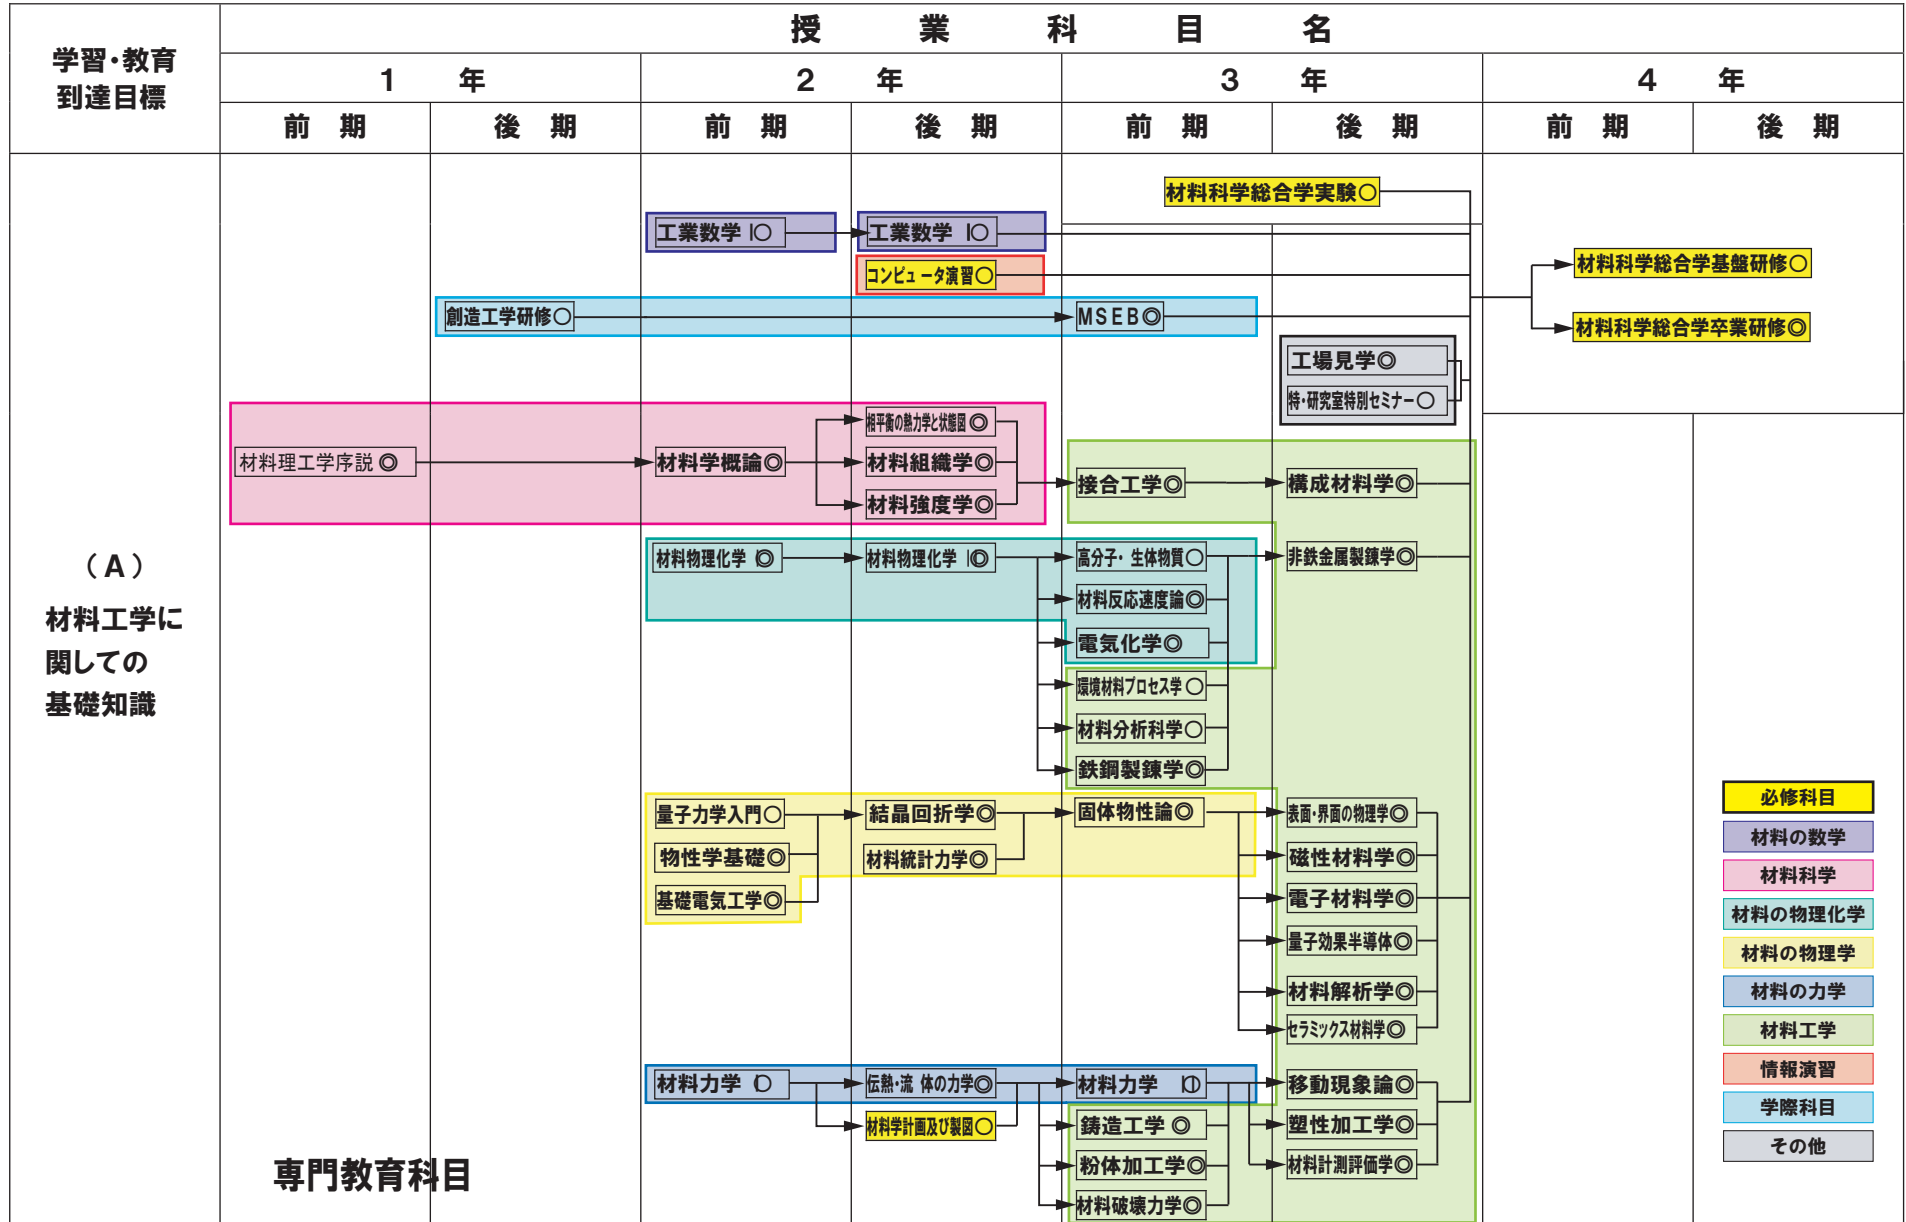 学習・教育
到達目標
授業科目名
1年
2年
3年
4年
前期
後期
前期
後期
前期
後期
前期
後期
材料科学総合学実験○
工業数学 I○
工業数学 I○
コンピュータ演習○
創造工学研修○
MSEB◎
材料科学総合学基盤研修○
材料科学総合学卒業研修◎
工場見学◎
特・研究室特別セミナー○
材料理工学序説◎
材料学概論◎
相平衡の熱力学と状態図◎
材料組織学◎
材料強度学◎
接合工学◎
構成材料学◎
(A)
材料工学に
関しての
基礎知識
材料物理化学 I◎
材料物理化学 I◎
高分子・生体物質○
非鉄金属製錬学◎
材料反応速度論◎
電気化学◎
環境材料プロセス学○
材料分析科学○
鉄鋼製錬学◎
量子力学入門○
結晶回折学◎
固体物性論◎
表面・界面の物理学◎
物性学基礎◎
材料統計力学◎
磁性材料学◎
基礎電気工学◎
電子材料学◎
量子効果半導体◎
材料解析学◎
セラミックス材料学◎
材料力学 I○
伝熱・流 体の力学◎
材料力学
移動現象論◎
材料学計画及び製図○
鋳造工学◎
塑性加工学◎
粉体加工学◎
材料計測評価学◎
材料破壊力学◎
専門教育科目
必修科目
材料の数学
材料科学
材料の物理化学
材料の物理学
材料の力学
材料工学
情報演習
学際科目
その他